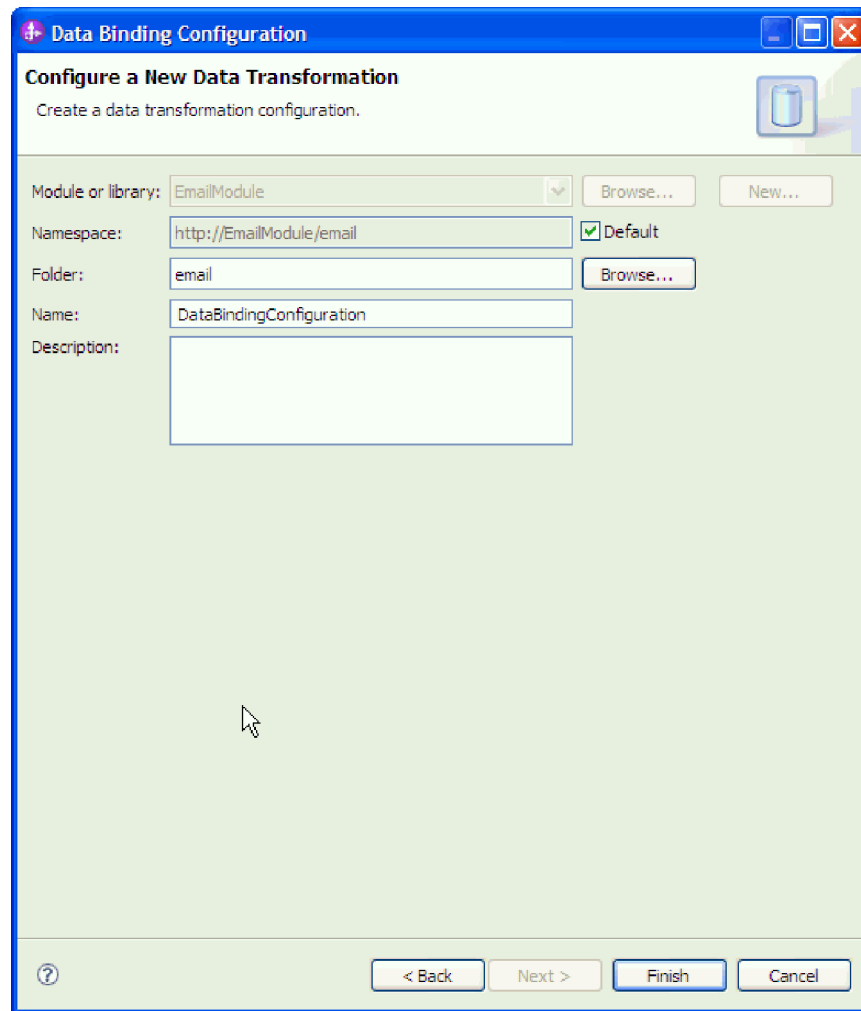 Data Binding Configuration
Configure a New Data Transformation
Create a data transformation configuration.
Module or library: EmailModule Browse... New...
Namespace: http://EmailModule/email Default
Folder: email Browse...
Name: DataBindingConfiguration
Description:
? < Back Next > Finish Cancel